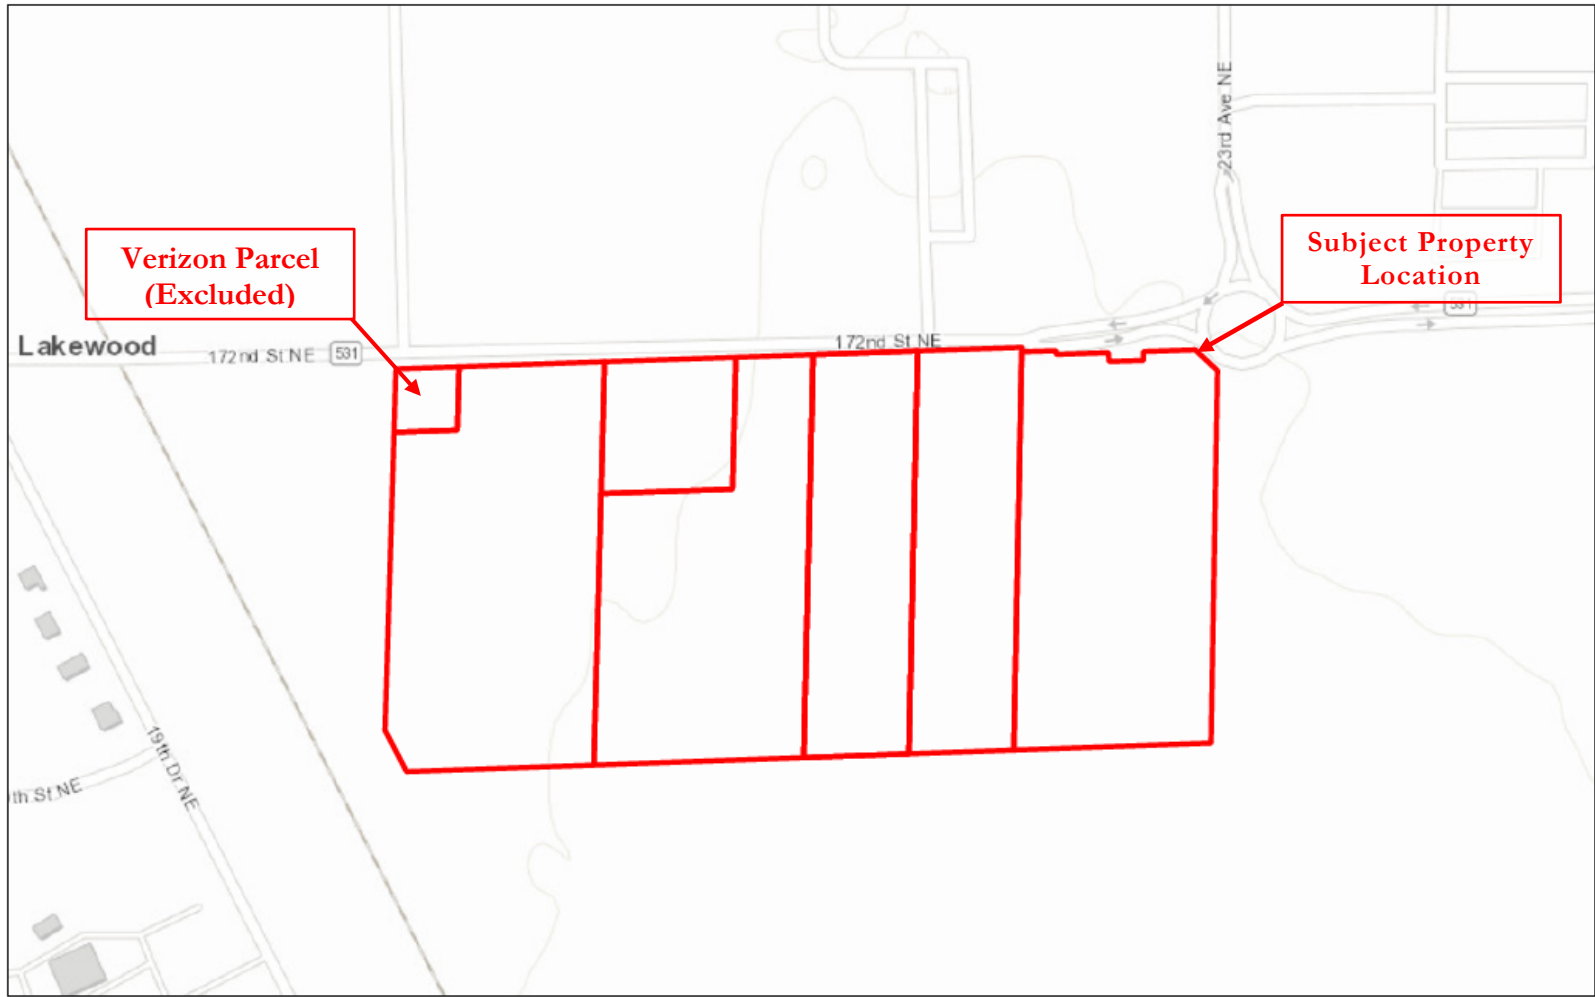 23rd Ave NE
Verizon Parcel
(Excluded)
Subject Property
Location
531
Lakewood
172nd St NE
531
172nd St NE
19th Dr NE
th St NE